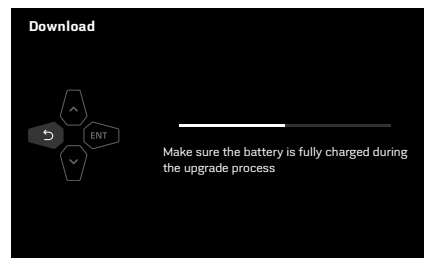 Download
ENT
Make sure the battery is fully charged during
the upgrade process